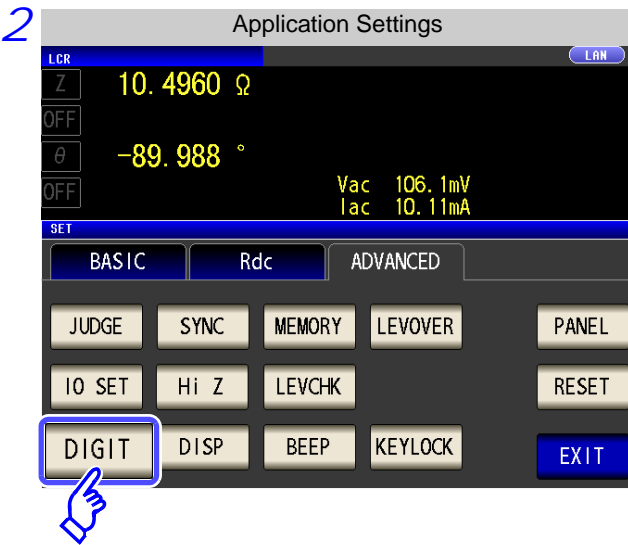 2
Application Settings
LCR LAN
Z 10.4960 Ω
OFF
θ -89.988 °
OFF Vac 106.1mV
Iac 10.11mA
SET
BASIC Rdc ADVANCED
JUDGE SYNC MEMORY LEVOVER PANEL
IO SET Hi Z LEVCHK RESET
DIGIT DISP BEEP KEYLOCK EXIT